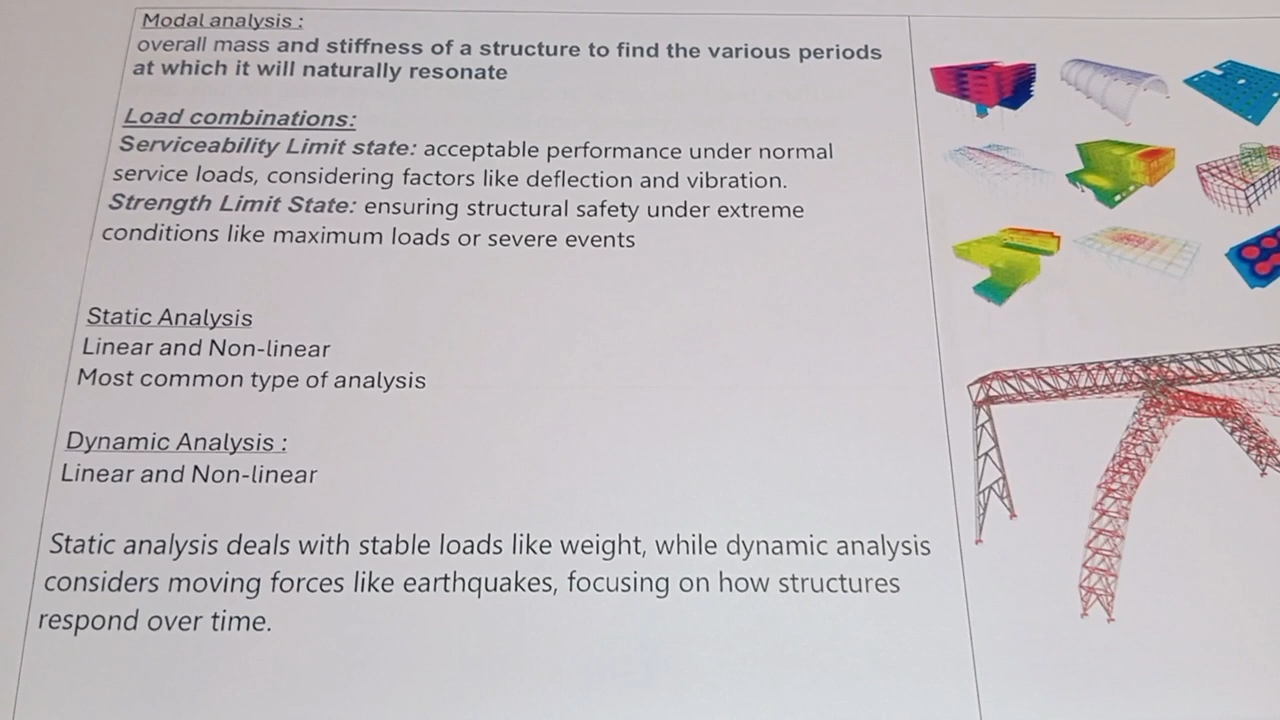 Modal analysis :
overall mass and stiffness of a structure to find the various periods
at which it will naturally resonate
Load combinations:
Serviceability Limit state: acceptable performance under normal
service loads, considering factors like deflection and vibration.
Strength Limit State: ensuring structural safety under extreme
conditions like maximum loads or severe events
Static Analysis
Linear and Non-linear
Most common type of analysis
Dynamic Analysis :
Linear and Non-linear
Static analysis deals with stable loads like weight, while dynamic analysis
considers moving forces like earthquakes, focusing on how structures
respond over time.